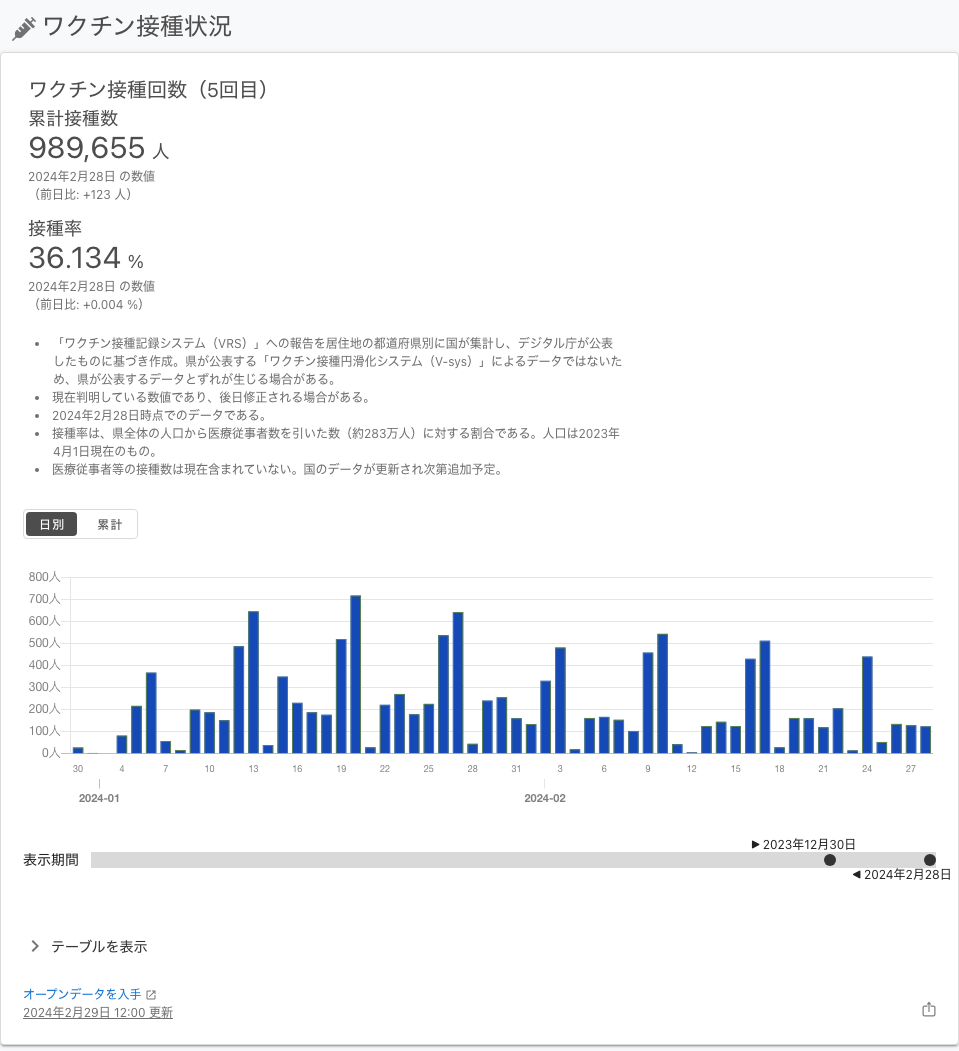 ワクチン接種状況
ワクチン接種回数（5回目）
累計接種数
989,655 人
2024年2月28日 の数値
（前日比: +123 人）
接種率
36.134 %
2024年2月28日 の数値
（前日比: +0.004 %）
• 「ワクチン接種記録システム（VRS）」への報告を居住地の都道府県別に国が集計し、デジタル庁が公表
したものに基づき作成。県が公表する「ワクチン接種円滑化システム（V-sys）」によるデータではないた
め、県が公表するデータとずれが生じる場合がある。
• 現在判明している数値であり、後日修正される場合がある。
• 2024年2月28日時点でのデータである。
• 接種率は、県全体の人口から医療従事者数を引いた数（約283万人）に対する割合である。人口は2023年
4月1日現在のもの。
• 医療従事者等の接種数は現在含まれていない。国のデータが更新され次第追加予定。
日別 累計
800人
700人
600人
500人
400人
300人
200人
100人
0人
30 4 7 10 13 16 19 22 25 28 31 3 6 9 12 15 18 21 24 27
2024-01 2024-02
▶ 2023年12月30日
表示期間
◀ 2024年2月28日
テーブルを表示
オープンデータを入手
2024年2月29日 12:00 更新